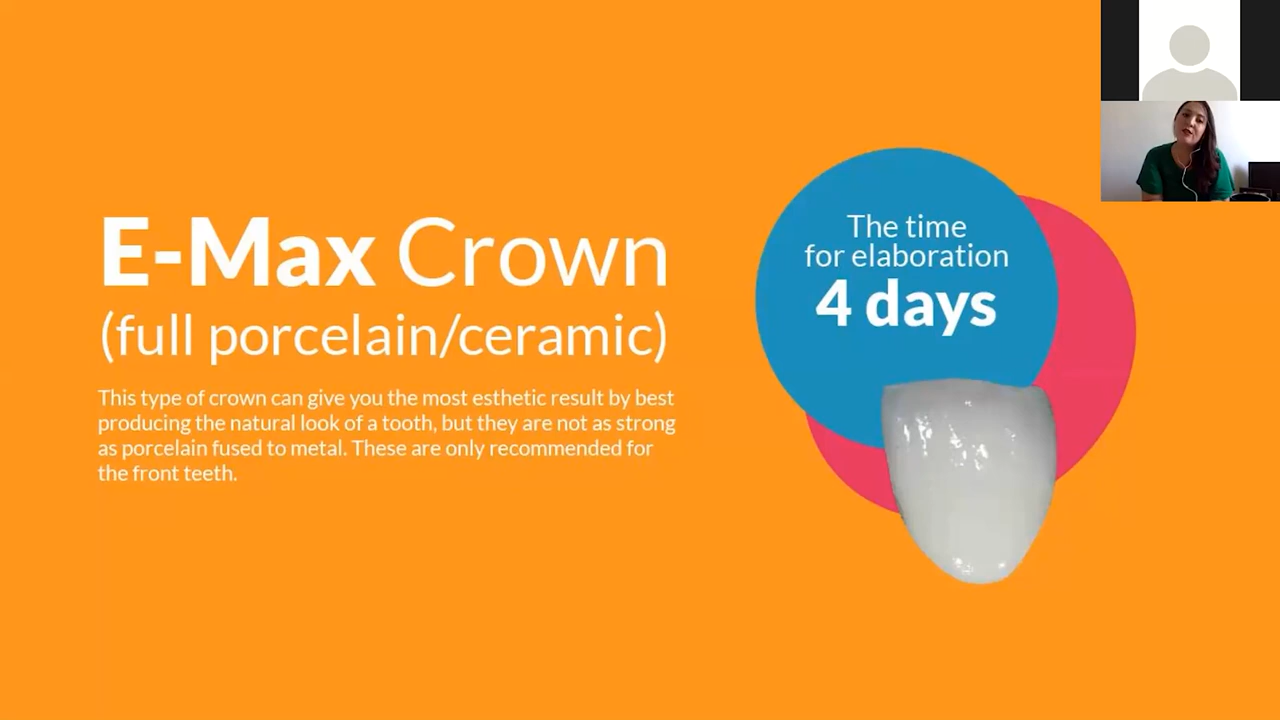 E-Max Crown
(full porcelain/ceramic)
This type of crown can give you the most esthetic result by best
producing the natural look of a tooth, but they are not as strong
as porcelain fused to metal. These are only recommended for
the front teeth.
The time
for elaboration
4 days